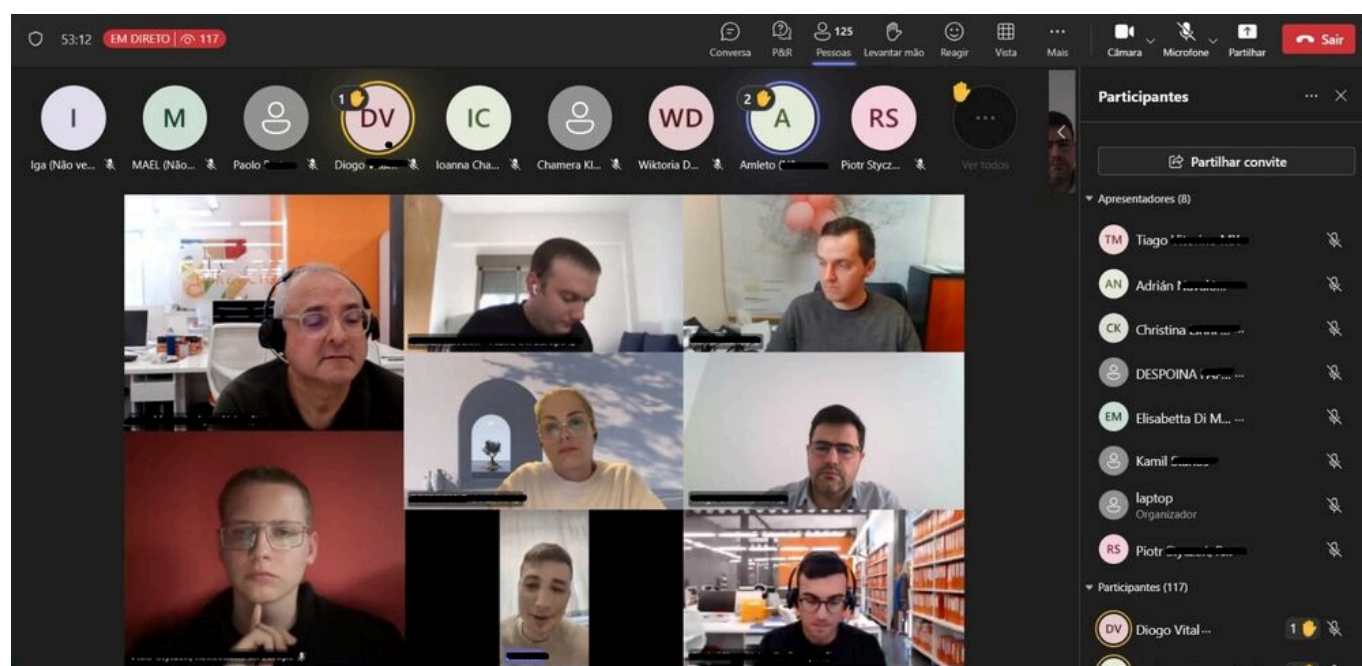 53:12 EM DIRETO 117
Conversa P&R 125 Pessoas Levantar mão Reagir Vista Mais Câmara Microfone Partilhar Sair
I M 1 DV IC WD 2 A RS
Iga (Não ve... MAEL (Não... Paolo Diogo Ioanna Cha... Chamera Kl... Wiktoria D... Amleto ( Piotr Stycz... Ver todos
Participantes
Partilhar convite
Apresentadores (8)
TM Tiago
AN Adrián
CK Christina
DESPOINA
EM Elisabetta Di M...
Kamil
laptop
Organizador
RS Piotr
Participantes (117)
DV Diogo Vital... 1